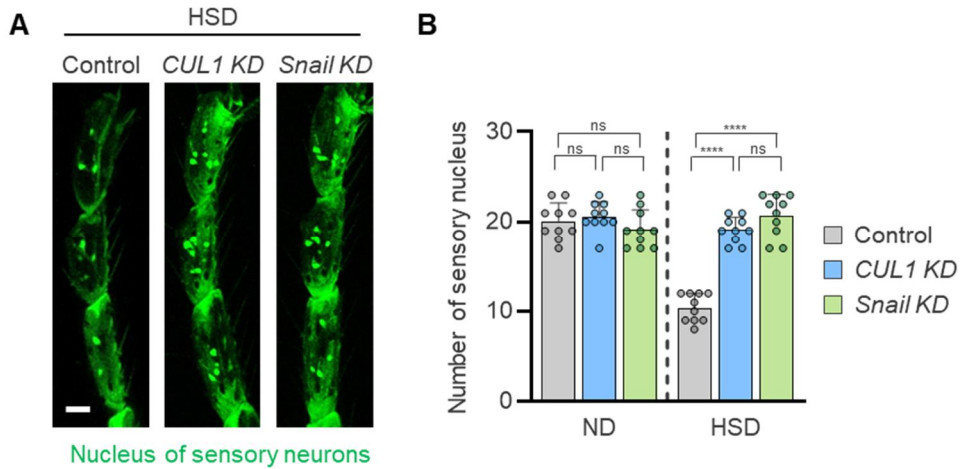 A
HSD
Control CUL1 KD Snail KD
Nucleus of sensory neurons
B
Number of sensory nucleus
30
20
10
0
ns
ns ns
****
**** ns
ND HSD
Control
CUL1 KD
Snail KD